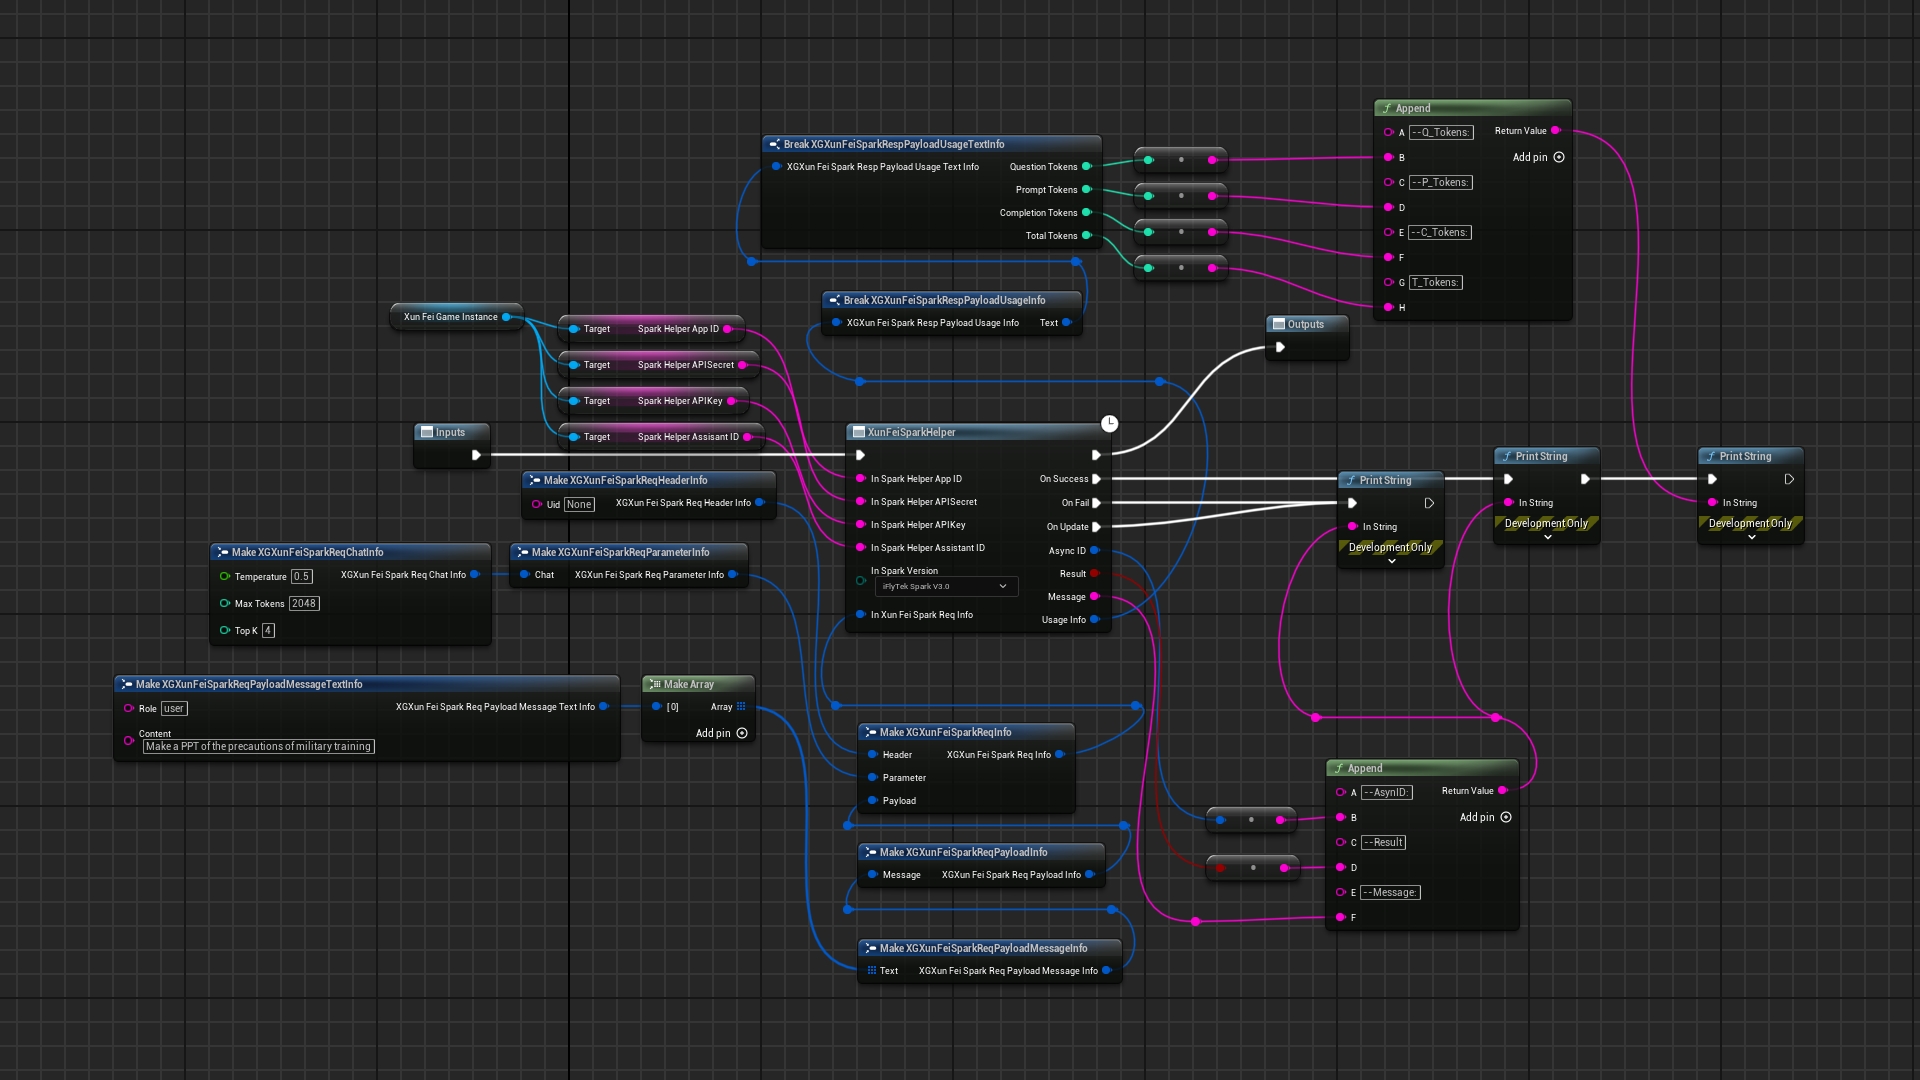 Append
A --Q_Tokens: Return Value
B Add pin
C --P_Tokens:
D
E --C_Tokens:
F
G T_Tokens:
H
Break XGXunFeiSparkRespPayloadUsageTextInfo
XGXun Fei Spark Resp Payload Usage Text Info Question Tokens
Prompt Tokens
Completion Tokens
Total Tokens
Break XGXunFeiSparkRespPayloadUsageInfo
XGXun Fei Spark Resp Payload Usage Info Text
Xun Fei Game Instance
Target Spark Helper App ID
Target Spark Helper APISecret
Target Spark Helper APIKey
Target Spark Helper Assisant ID
Outputs
Inputs
XunFeiSparkHelper
In Spark Helper App ID On Success
In Spark Helper APISecret On Fail
In Spark Helper APIKey On Update
In Spark Helper Assistant ID Async ID
In Spark Version Result
iFlyTek Spark V3.0 Message
In Xun Fei Spark Req Info Usage Info
Print String
In String
Development Only
Print String
In String
Development Only
Print String
In String
Development Only
Make XGXunFeiSparkReqHeaderInfo
Uid None XGXun Fei Spark Req Header Info
Make XGXunFeiSparkReqChatInfo
Temperature 0.5 XGXun Fei Spark Req Chat Info
Max Tokens 2048
Top K 4
Make XGXunFeiSparkReqParameterInfo
Chat XGXun Fei Spark Req Parameter Info
Make XGXunFeiSparkReqPayloadMessageTextInfo
Role user XGXun Fei Spark Req Payload Message Text Info
Content
Make a PPT of the precautions of military training
Make Array
[0] Array
Add pin
Make XGXunFeiSparkReqInfo
Header XGXun Fei Spark Req Info
Parameter
Payload
Make XGXunFeiSparkReqPayloadInfo
Message XGXun Fei Spark Req Payload Info
Make XGXunFeiSparkReqPayloadMessageInfo
Text XGXun Fei Spark Req Payload Message Info
Append
A --AsynID: Return Value
B Add pin
C --Result
D
E --Message:
F